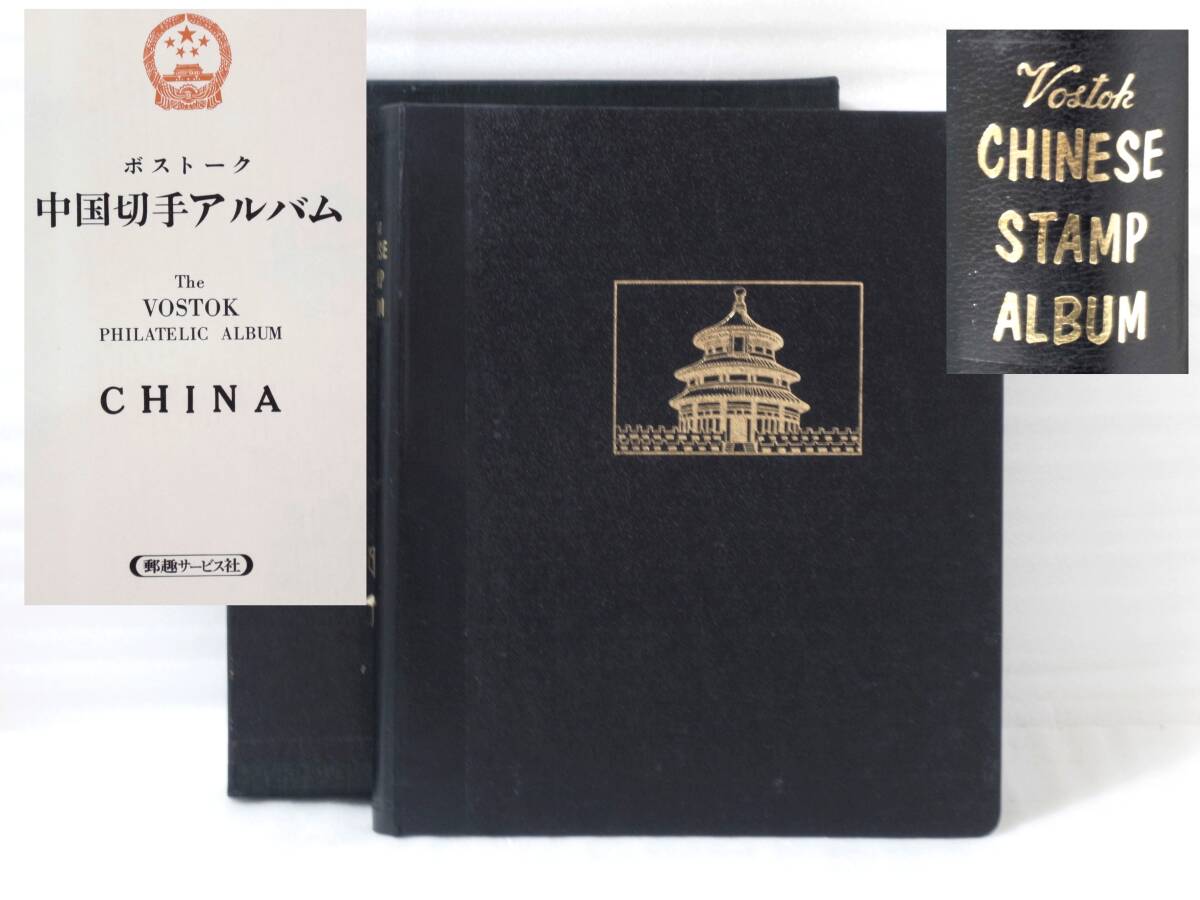 ボストーク
中国切手アルバム
The
VOSTOK
PHILATELIC ALBUM
CHINA
郵趣サービス社
Vostok
CHINESE
STAMP
ALBUM